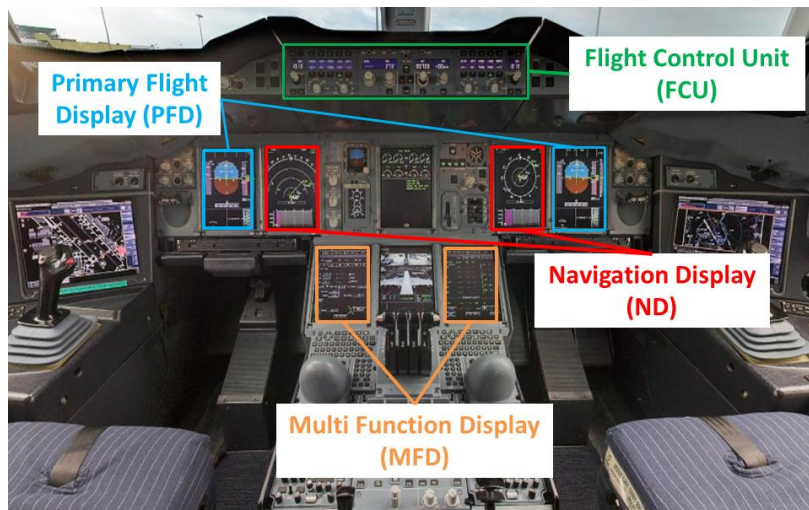 Flight Control Unit
(FCU)
Primary Flight
Display (PFD)
Navigation Display
(ND)
Multi Function Display
(MFD)